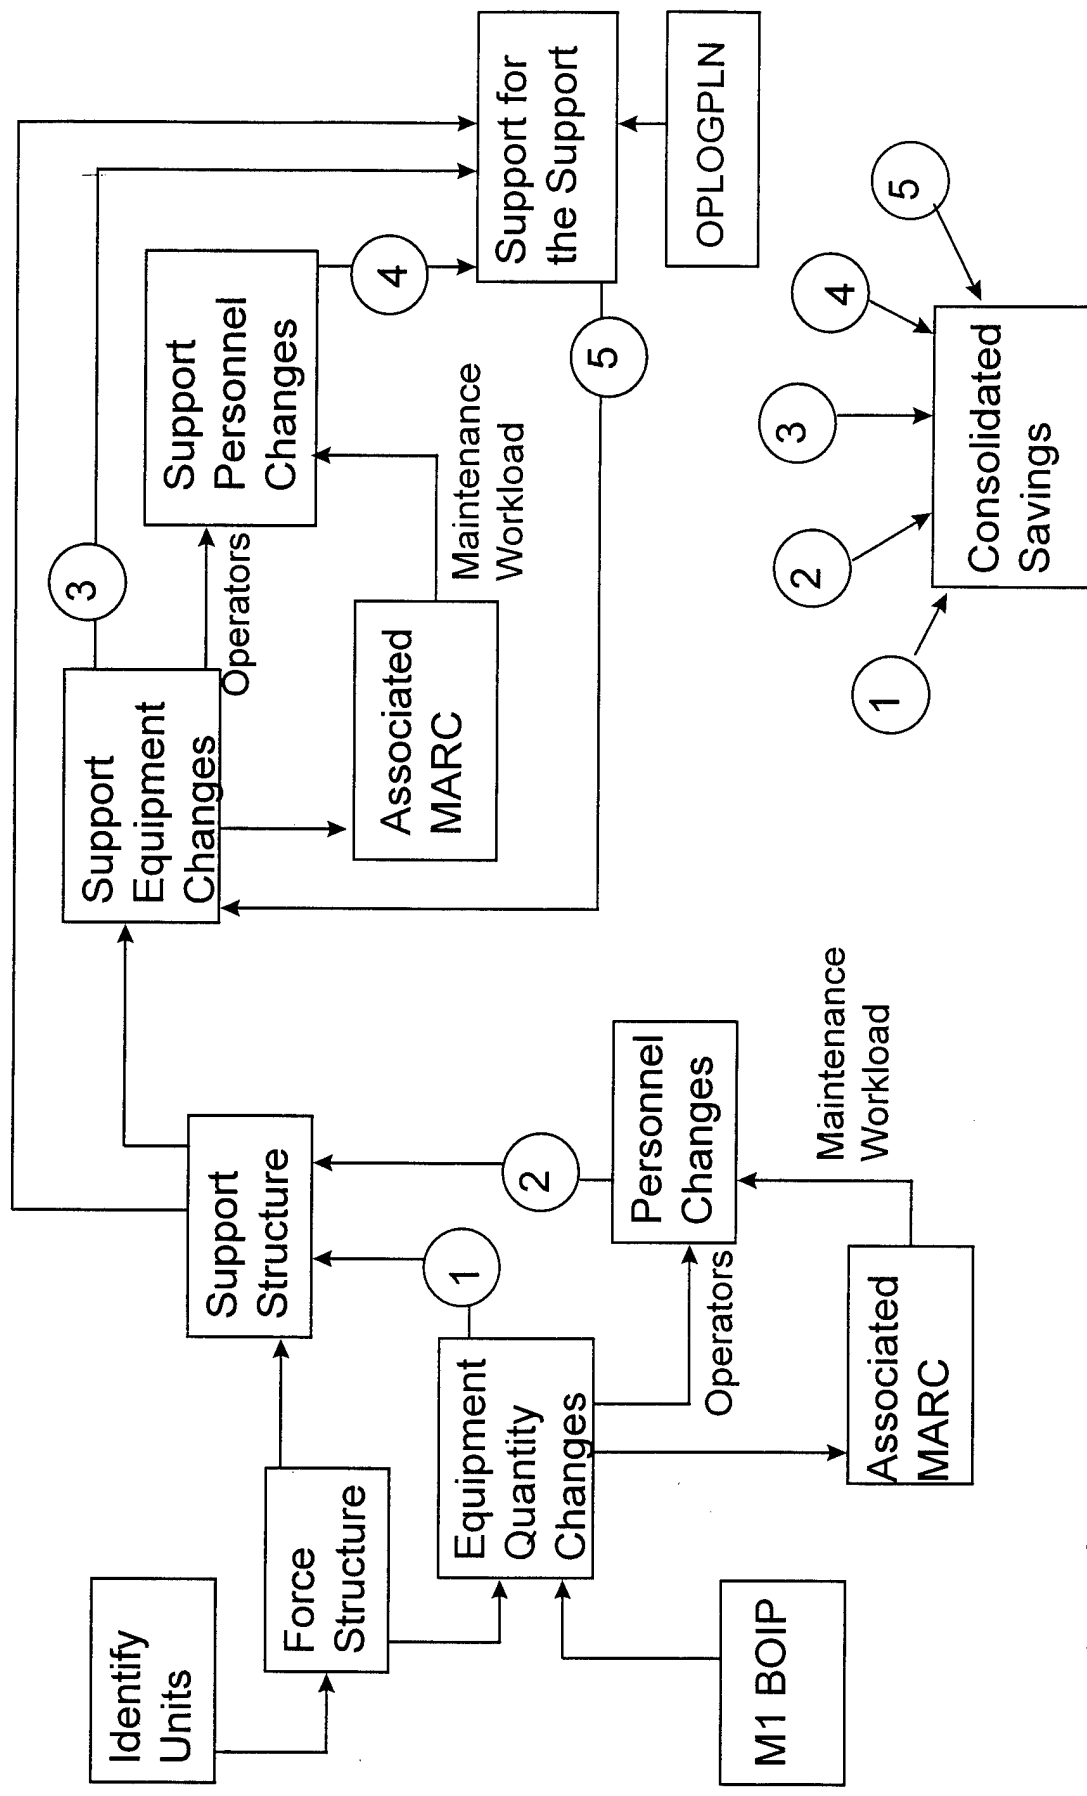 Identify
Units
Force
Structure
Support
Structure
Equipment
Quantity
Changes
1
2
M1 BOIP
Operators
Personnel
Changes
Associated
MARC
Maintenance
Workload
Support
Equipment
Changes
3
Operators
Support
Personnel
Changes
4
Associated
MARC
Maintenance
Workload
5
Support for
the Support
OPLOGPLN
1
2
3
4
5
Consolidated
Savings